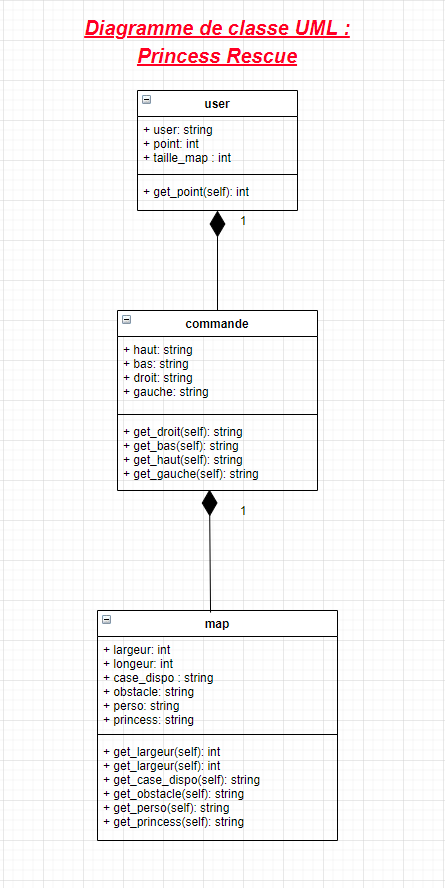 Diagramme de classe UML :
Princess Rescue
user
+ user: string
+ point: int
+ taille_map : int
+ get_point(self): int
1
commande
+ haut: string
+ bas: string
+ droit: string
+ gauche: string
+ get_droit(self): string
+ get_bas(self): string
+ get_haut(self): string
+ get_gauche(self): string
1
map
+ largeur: int
+ longeur: int
+ case_dispo : string
+ obstacle: string
+ perso: string
+ princess: string
+ get_largeur(self): int
+ get_largeur(self): int
+ get_case_dispo(self): string
+ get_obstacle(self): string
+ get_perso(self): string
+ get_princess(self): string